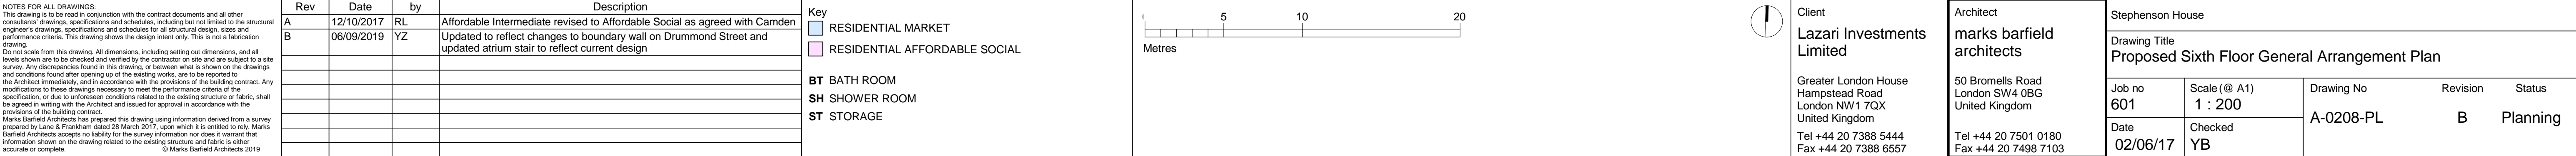 NOTES FOR ALL DRAWINGS:
This drawing is to be read in conjunction with the contract documents and all other
consultants' drawings, specifications and schedules, including but not limited to the structural
engineer's drawings, specifications and schedules for all structural design, sizes and
performance criteria. This drawing shows the design intent only. This is not a fabrication
drawing.
Do not scale from this drawing. All dimensions, including setting out dimensions, and all
levels shown are to be checked and verified by the contractor on site and are subject to a site
survey. Any discrepancies found in this drawing, or between what is shown on the drawings
and conditions found after opening up of the existing works, are to be reported to
the Architect immediately, and in accordance with the provisions of the building contract. Any
modifications to these drawings necessary to meet the performance criteria of the
specification, or due to unforeseen conditions related to the existing structure or fabric, shall
be agreed in writing with the Architect and issued for approval in accordance with the
provisions of the building contract.
Marks Barfield Architects has prepared this drawing using information derived from a survey
prepared by Lane & Frankham dated 28 March 2017, upon which it is entitled to rely. Marks
Barfield Architects accepts no liability for the survey information nor does it warrant that
information shown on the drawing related to the existing structure and fabric is either
accurate or complete. © Marks Barfield Architects 2019
Rev Date by Description
A 12/10/2017 RL Affordable Intermediate revised to Affordable Social as agreed with Camden
B 06/09/2019 YZ Updated to reflect changes to boundary wall on Drummond Street and
updated atrium stair to reflect current design
Key
RESIDENTIAL MARKET
RESIDENTIAL AFFORDABLE SOCIAL
BT BATH ROOM
SH SHOWER ROOM
ST STORAGE
5 10 20
Metres
Client
Lazari Investments
Limited
Greater London House
Hampstead Road
London NW1 7QX
United Kingdom
Tel +44 20 7388 5444
Fax +44 20 7388 6557
Architect
marks barfield
architects
50 Bromells Road
London SW4 0BG
United Kingdom
Tel +44 20 7501 0180
Fax +44 20 7498 7103
Stephenson House
Drawing Title
Proposed Sixth Floor General Arrangement Plan
Job no
601
Scale (@ A1)
1 : 200
Date
02/06/17
Checked
YB
Drawing No
A-0208-PL
Revision
B
Status
Planning